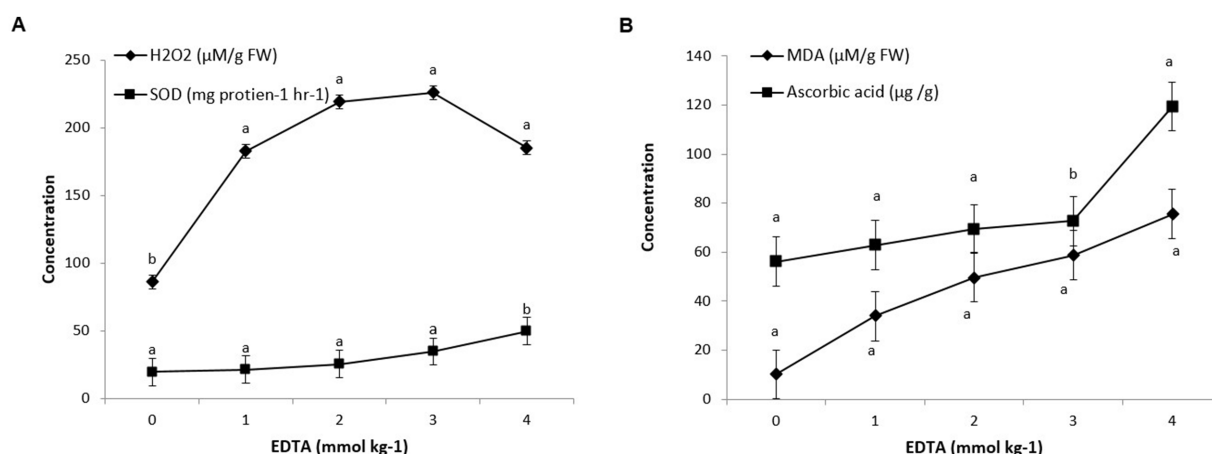 A
H2O2 (µM/g FW)
SOD (mg protien-1 hr-1)
250
200
150
100
50
0
Concentration
b
a
a
a
a
a
a
a
a
b
0 1 2 3 4
EDTA (mmol kg-1)
B
MDA (µM/g FW)
Ascorbic acid (µg /g)
140
120
100
80
60
40
20
0
Concentration
a
a
a
b
a
a
a
a
a
a
0 1 2 3 4
EDTA (mmol kg-1)